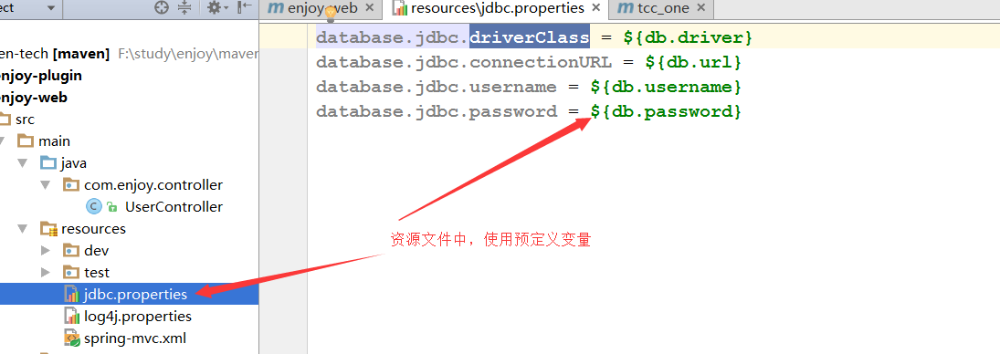 ect
enjoy-web
resources\jdbc.properties
tcc_one
en-tech [maven] F:\study\enjoy\maven
enjoy-plugin
enjoy-web
src
main
java
com.enjoy.controller
UserController
resources
dev
test
jdbc.properties
log4j.properties
spring-mvc.xml
database.jdbc.driverClass = ${db.driver}
database.jdbc.connectionURL = ${db.url}
database.jdbc.username = ${db.username}
database.jdbc.password = ${db.password}
资源文件中，使用预定义变量